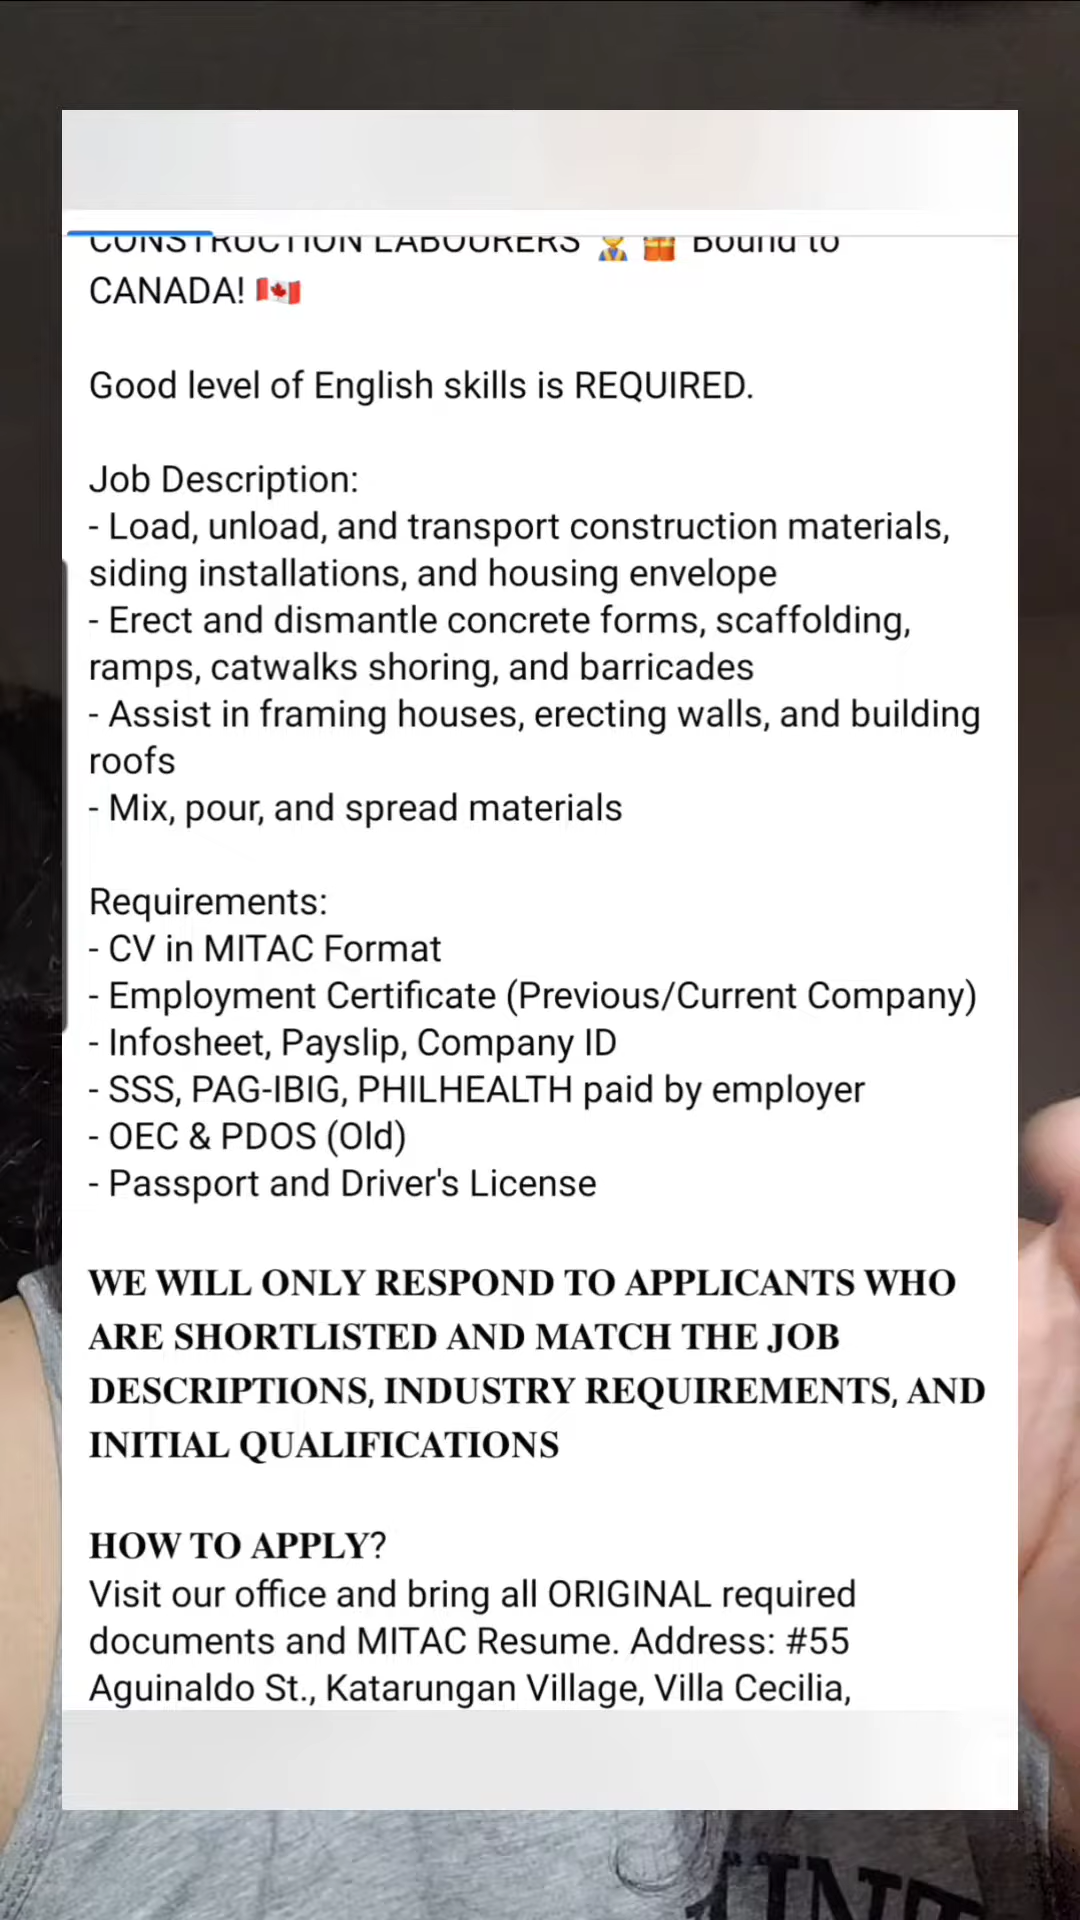 CONSTRUCTION LABOURERS 👷 🧰 Bound to
CANADA! 🇨🇦
Good level of English skills is REQUIRED.
Job Description:
- Load, unload, and transport construction materials,
siding installations, and housing envelope
- Erect and dismantle concrete forms, scaffolding,
ramps, catwalks shoring, and barricades
- Assist in framing houses, erecting walls, and building
roofs
- Mix, pour, and spread materials
Requirements:
- CV in MITAC Format
- Employment Certificate (Previous/Current Company)
- Infosheet, Payslip, Company ID
- SSS, PAG-IBIG, PHILHEALTH paid by employer
- OEC & PDOS (Old)
- Passport and Driver's License
WE WILL ONLY RESPOND TO APPLICANTS WHO
ARE SHORTLISTED AND MATCH THE JOB
DESCRIPTIONS, INDUSTRY REQUIREMENTS, AND
INITIAL QUALIFICATIONS
HOW TO APPLY?
Visit our office and bring all ORIGINAL required
documents and MITAC Resume. Address: #55
Aguinaldo St., Katarungan Village, Villa Cecilia,